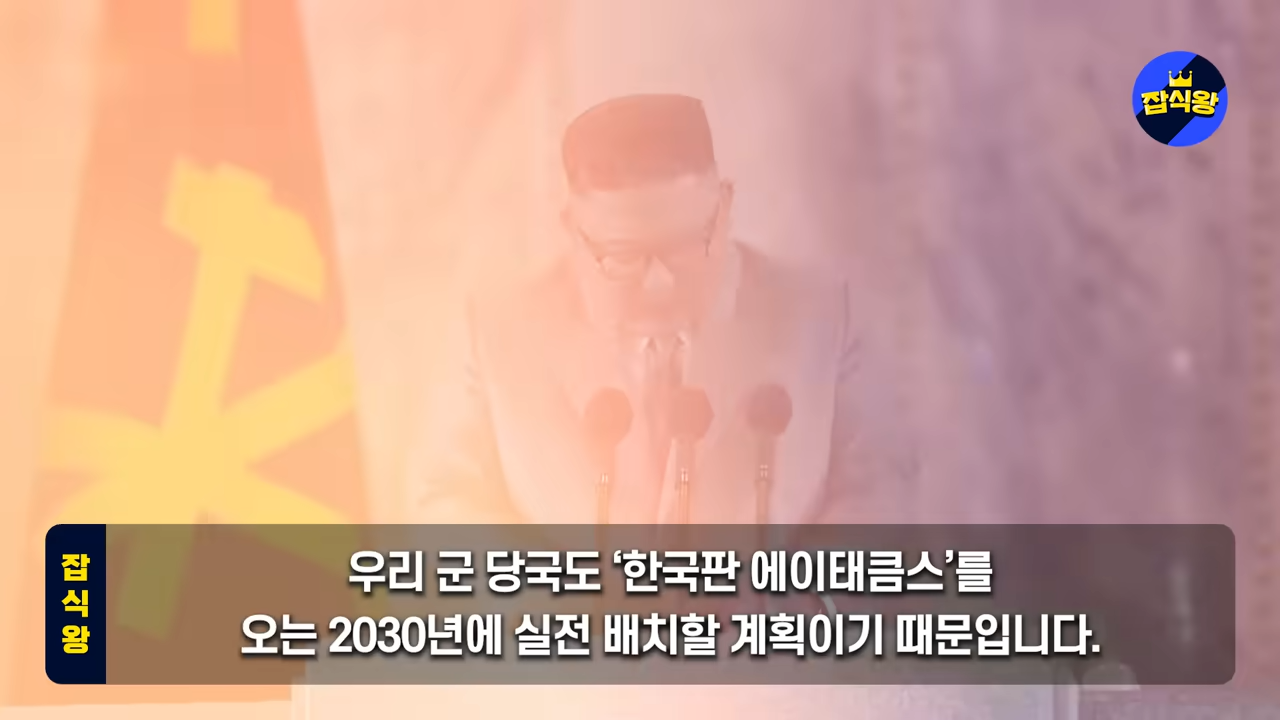 잡식왕
잡식왕
우리 군 당국도 ‘한국판 에이태큼스’를
오는 2030년에 실전 배치할 계획이기 때문입니다.